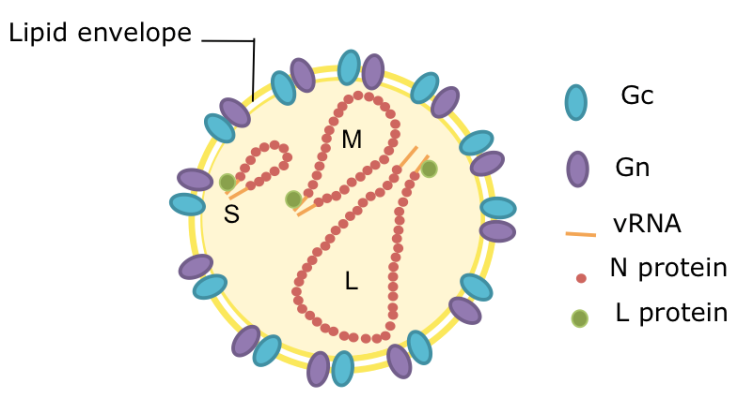 Lipid envelope
M
S
L
Gc
Gn
vRNA
N protein
L protein